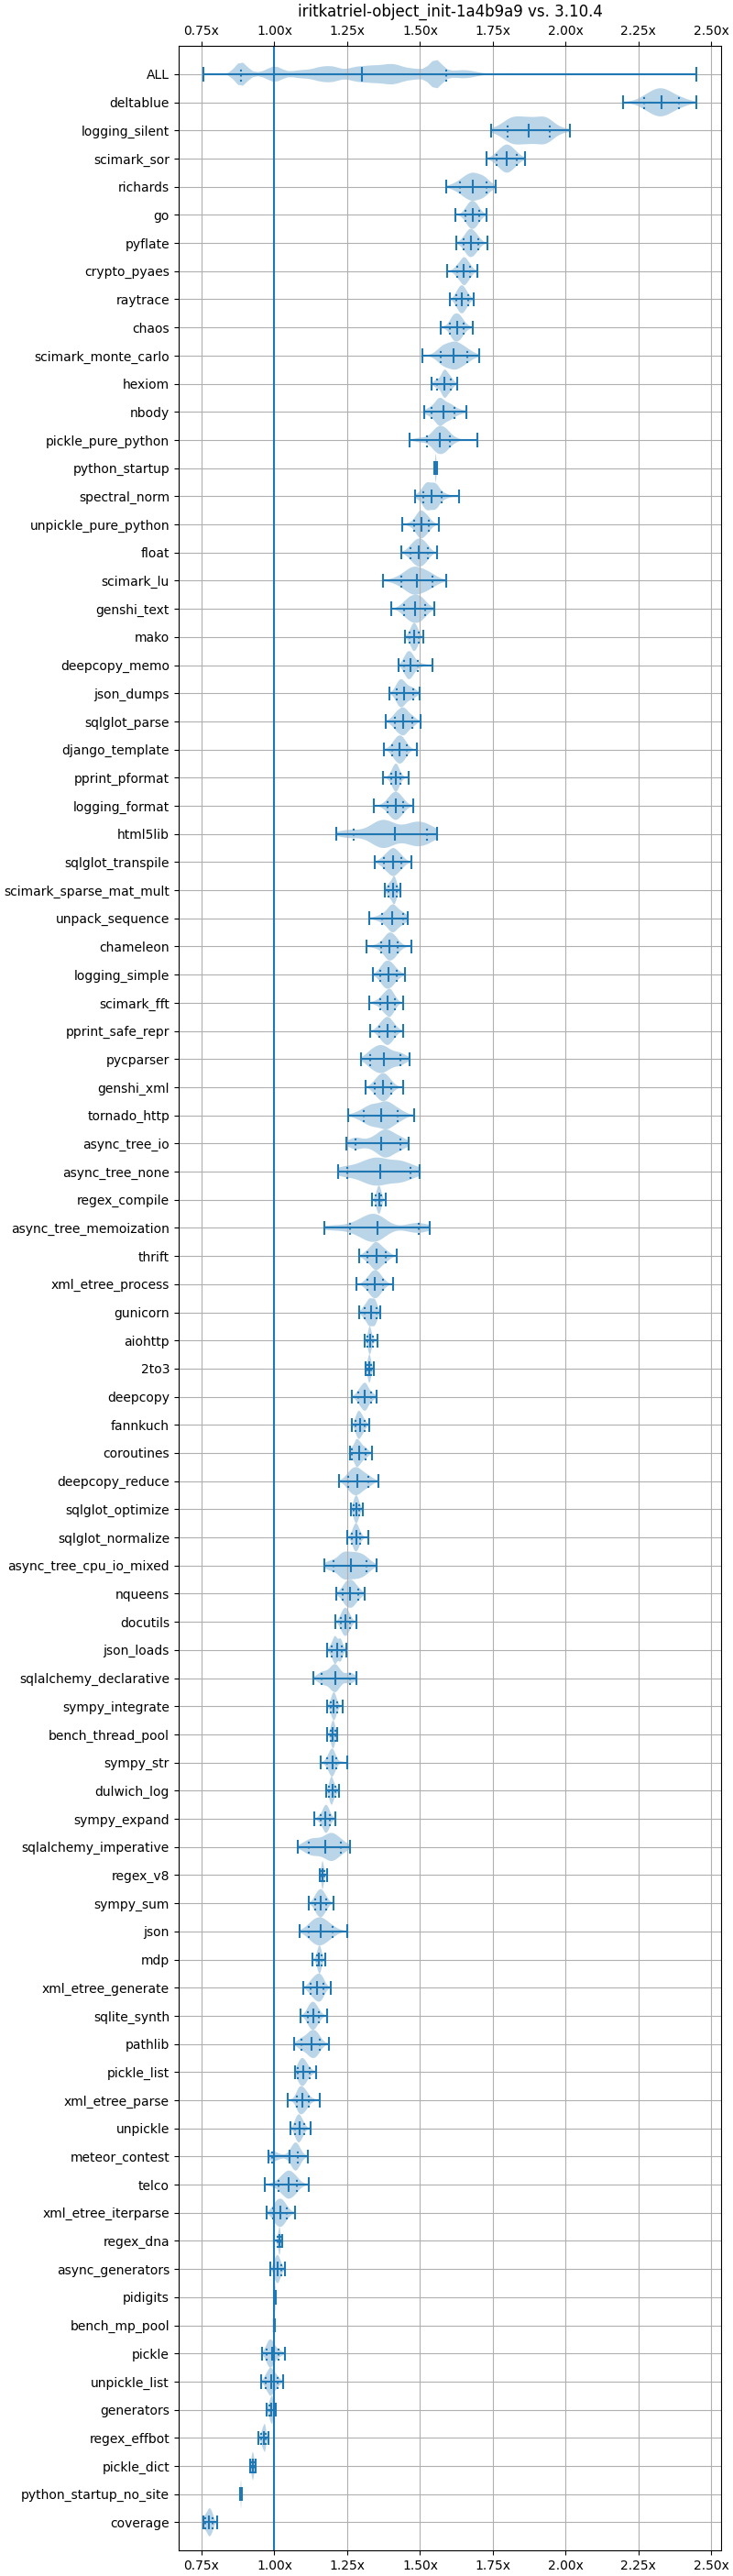 iritkatriel-object_init-1a4b9a9 vs. 3.10.4
0.75x 1.00x 1.25x 1.50x 1.75x 2.00x 2.25x 2.50x
ALL
deltablue
logging_silent
scimark_sor
richards
go
pyflate
crypto_pyaes
raytrace
chaos
scimark_monte_carlo
hexiom
nbody
pickle_pure_python
python_startup
spectral_norm
unpickle_pure_python
float
scimark_lu
genshi_text
mako
deepcopy_memo
json_dumps
sqlglot_parse
django_template
pprint_pformat
logging_format
html5lib
sqlglot_transpile
scimark_sparse_mat_mult
unpack_sequence
chameleon
logging_simple
scimark_fft
pprint_safe_repr
pycparser
genshi_xml
tornado_http
async_tree_io
async_tree_none
regex_compile
async_tree_memoization
thrift
xml_etree_process
gunicorn
aiohttp
2to3
deepcopy
fannkuch
coroutines
deepcopy_reduce
sqlglot_optimize
sqlglot_normalize
async_tree_cpu_io_mixed
nqueens
docutils
json_loads
sqlalchemy_declarative
sympy_integrate
bench_thread_pool
sympy_str
dulwich_log
sympy_expand
sqlalchemy_imperative
regex_v8
sympy_sum
json
mdp
xml_etree_generate
sqlite_synth
pathlib
pickle_list
xml_etree_parse
unpickle
meteor_contest
telco
xml_etree_iterparse
regex_dna
async_generators
pidigits
bench_mp_pool
pickle
unpickle_list
generators
regex_effbot
pickle_dict
python_startup_no_site
coverage
0.75x 1.00x 1.25x 1.50x 1.75x 2.00x 2.25x 2.50x